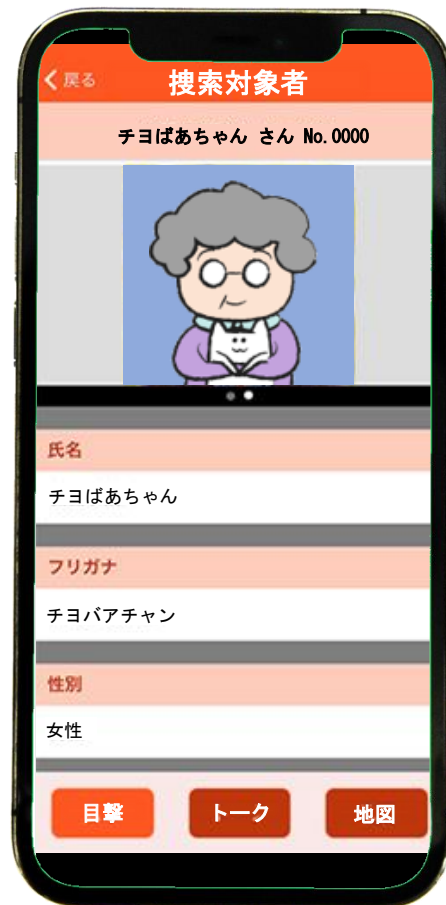 戻る
捜索対象者
チヨばあちゃん さん No.0000
氏名
チヨばあちゃん
フリガナ
チヨバアチャン
性別
女性
目撃
トーク
地図